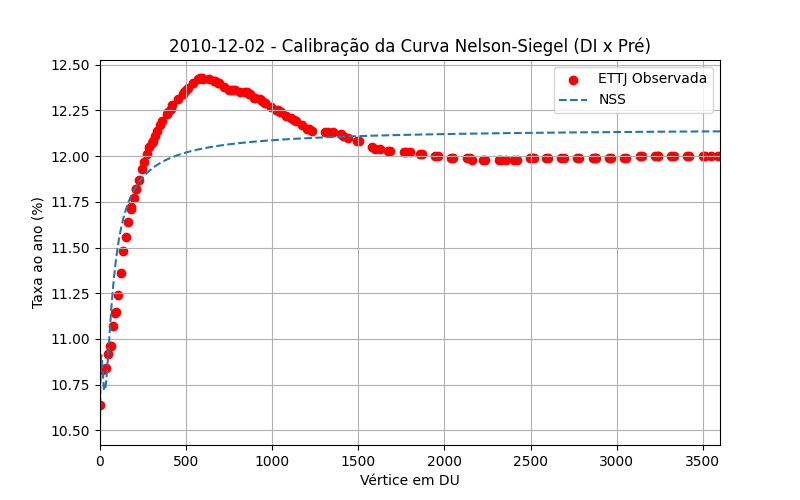 2010-12-02 - Calibração da Curva Nelson-Siegel (DI x Pré)
ETTJ Observada
NSS
Taxa ao ano (%)
12.50
12.25
12.00
11.75
11.50
11.25
11.00
10.75
10.50
0 500 1000 1500 2000 2500 3000 3500
Vértice em DU